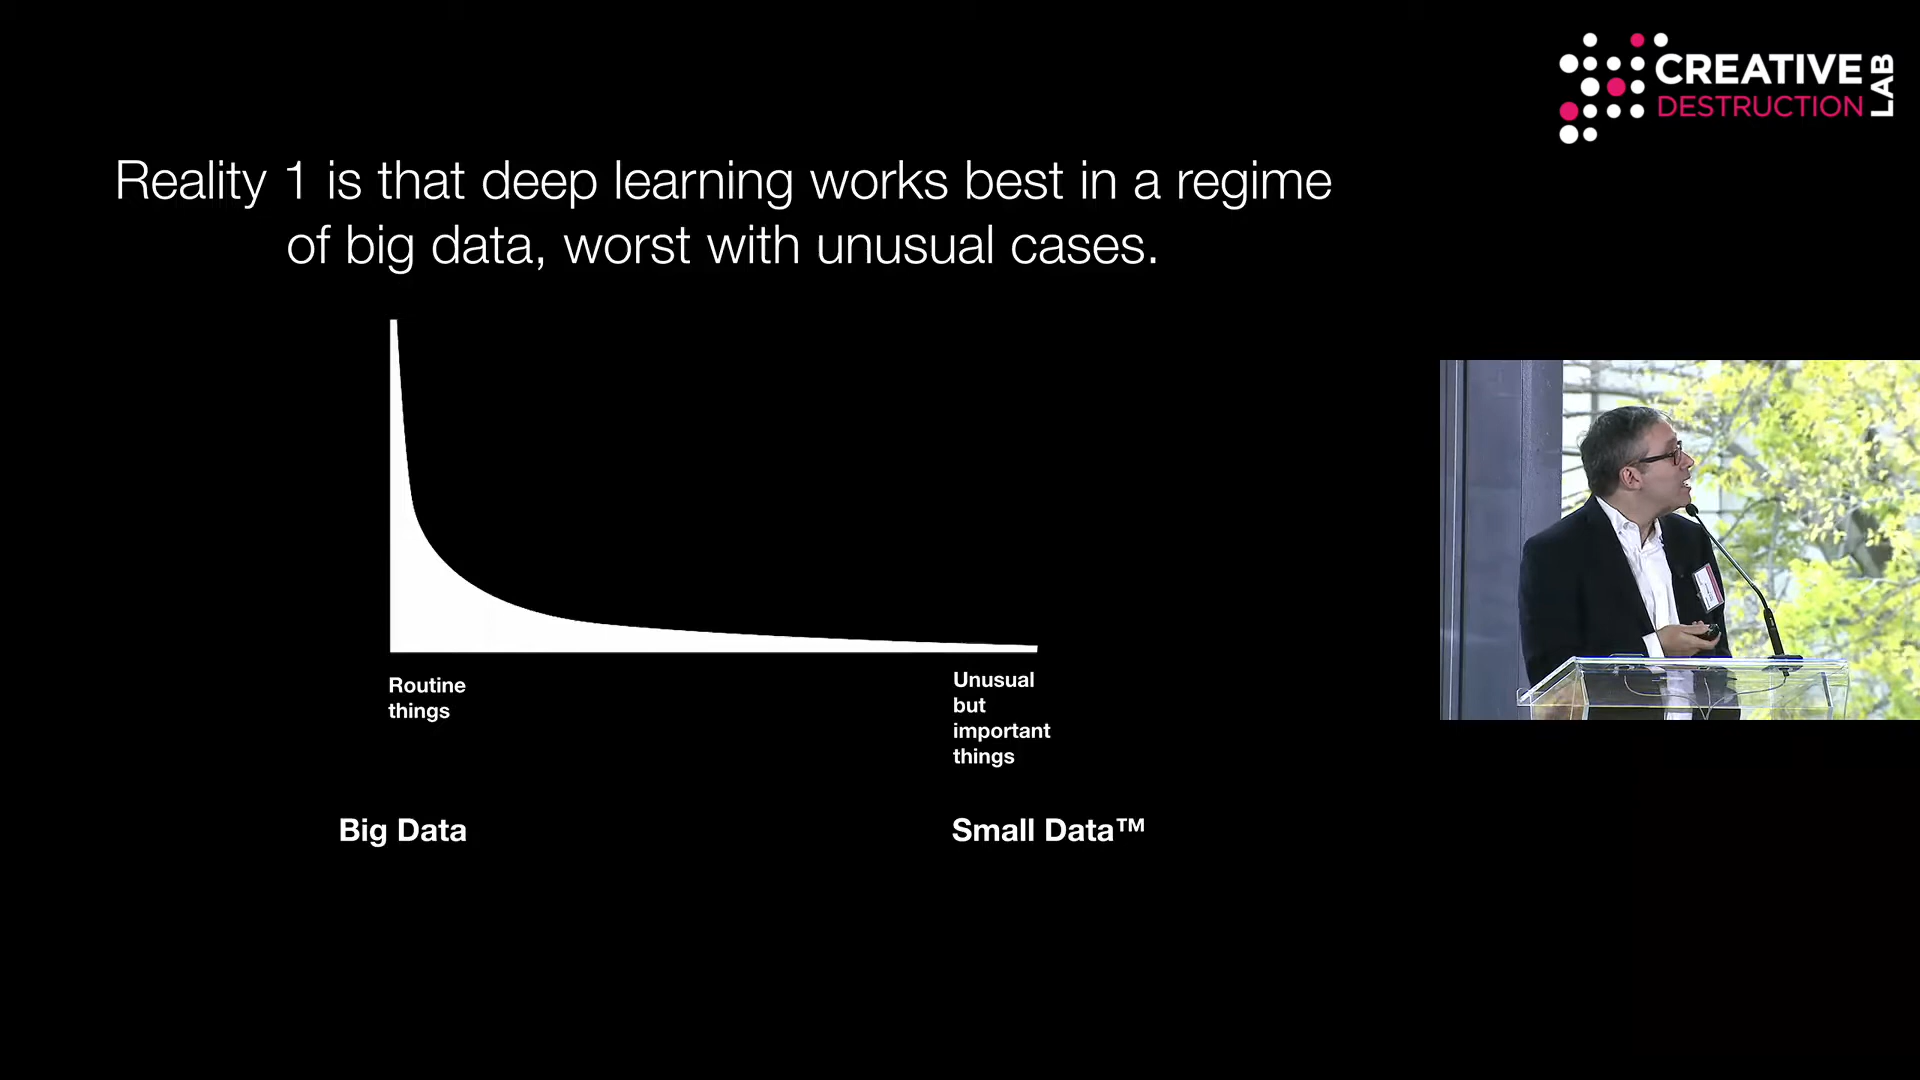 CREATIVE
DESTRUCTION
LAB
Reality 1 is that deep learning works best in a regime
of big data, worst with unusual cases.
Routine
things
Unusual
but
important
things
Big Data
Small Data™